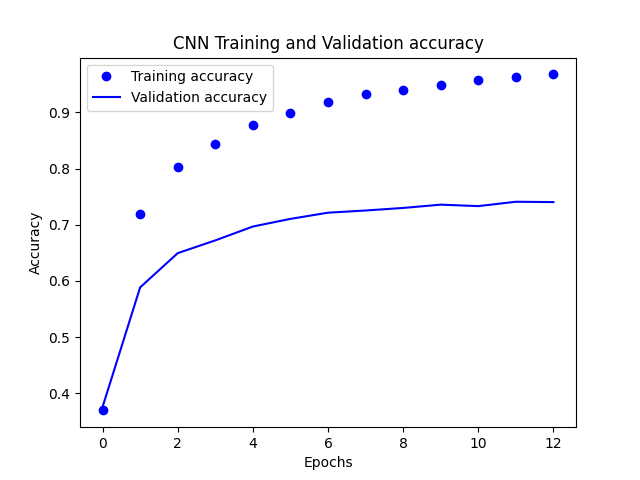 CNN Training and Validation accuracy
Training accuracy
Validation accuracy
0.9
0.8
0.7
0.6
0.5
0.4
Accuracy
0 2 4 6 8 10 12
Epochs